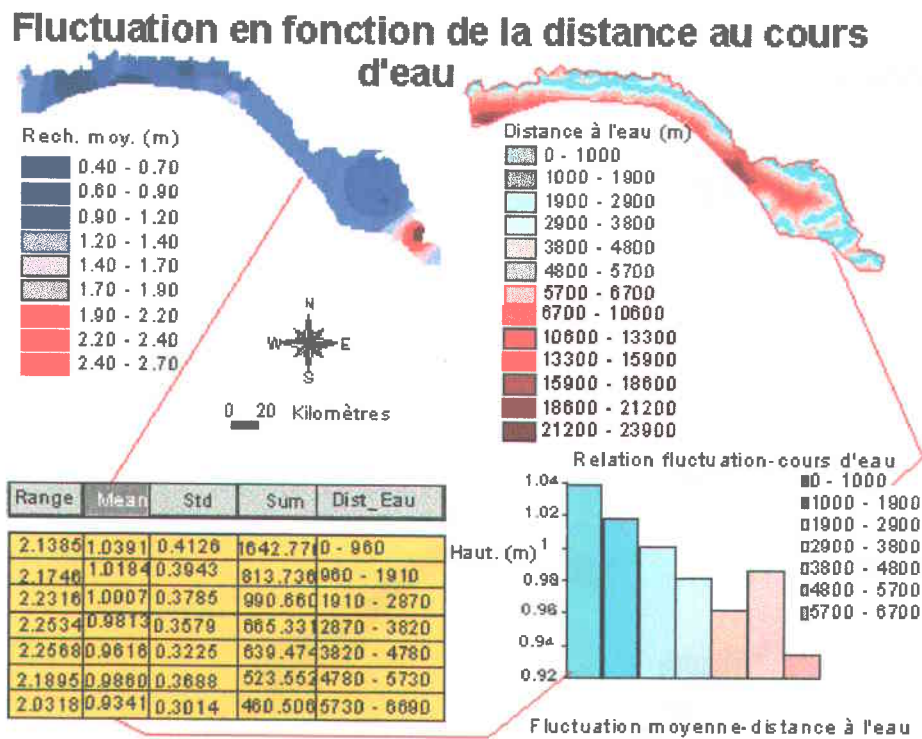 Fluctuation en fonction de la distance au cours
d'eau
Rech. moy. (m)
0.40 - 0.70
0.60 - 0.90
0.90 - 1.20
1.20 - 1.40
1.40 - 1.70
1.70 - 1.90
1.90 - 2.20
2.20 - 2.40
2.40 - 2.70
N
W E
S
0 20 Kilomètres
Distance à l'eau (m)
0 - 1000
1000 - 1900
1900 - 2900
2900 - 3800
3800 - 4800
4800 - 5700
5700 - 6700
6700 - 10600
10600 - 13300
13300 - 15900
15900 - 18600
18600 - 21200
21200 - 23900
Range Mean Std Sum Dist_Eau
2.1385 1.0391 0.4126 1642.77 0 - 960
2.1746 1.0184 0.3943 813.736 960 - 1910
2.2316 1.0007 0.3785 990.660 1910 - 2870
2.2534 0.9813 0.3579 665.331 2870 - 3820
2.2568 0.9616 0.3225 639.474 3820 - 4780
2.1895 0.9860 0.3688 523.552 4780 - 5730
2.0318 0.9341 0.3014 460.506 5730 - 6690
Relation fluctuation-cours d'eau
Haut. (m)
1.04
1.02
1
0.98
0.96
0.94
0.92
0 - 1000
1000 - 1900
1900 - 2900
2900 - 3800
3800 - 4800
4800 - 5700
5700 - 6700
Fluctuation moyenne-distance à l'eau